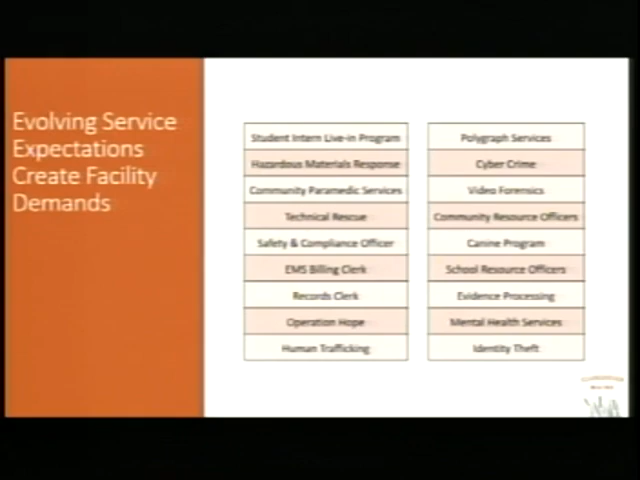 Evolving Service
Expectations
Create Facility
Demands
Student Intern Live-in Program
Hazardous Materials Response
Community Paramedic Services
Technical Rescue
Safety & Compliance Officer
EMS Billing Clerk
Records Clerk
Operation Hope
Human Trafficking
Polygraph Services
Cyber Crime
Video Forensics
Community Resource Officers
Canine Program
School Resource Officers
Evidence Processing
Mental Health Services
Identity Theft